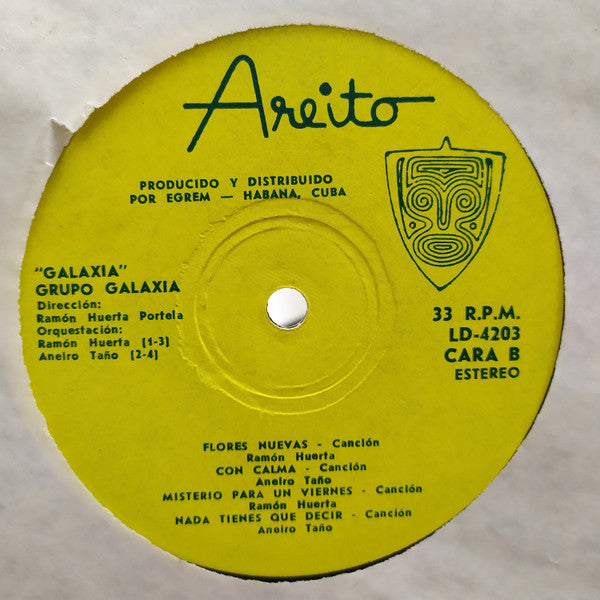 Areito
PRODUCIDO Y DISTRIBUIDO
POR EGREM — HABANA, CUBA
"GALAXIA"
GRUPO GALAXIA
Dirección:
Ramón Huerta Portela
Orquestación:
Ramón Huerta [1-3]
Aneiro Taño [2-4]
33 R.P.M.
LD-4203
CARA B
ESTEREO
FLORES NUEVAS - Canción
Ramón Huerta
CON CALMA - Canción
Aneiro Taño
MISTERIO PARA UN VIERNES - Canción
Ramón Huerta
NADA TIENES QUE DECIR - Canción
Aneiro Taño